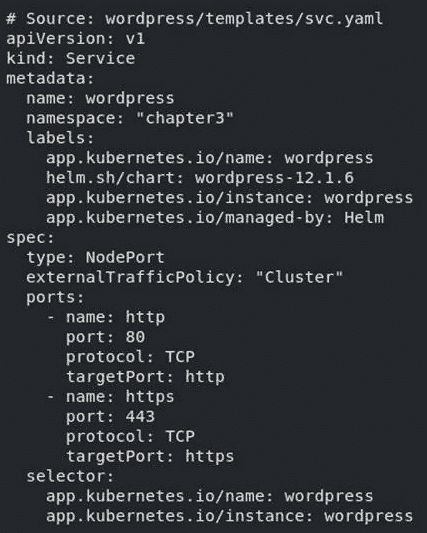 # Source: wordpress/templates/svc.yaml
apiVersion: v1
kind: Service
metadata:
  name: wordpress
  namespace: "chapter3"
  labels:
    app.kubernetes.io/name: wordpress
    helm.sh/chart: wordpress-12.1.6
    app.kubernetes.io/instance: wordpress
    app.kubernetes.io/managed-by: Helm
spec:
  type: NodePort
  externalTrafficPolicy: "Cluster"
  ports:
    - name: http
      port: 80
      protocol: TCP
      targetPort: http
    - name: https
      port: 443
      protocol: TCP
      targetPort: https
  selector:
    app.kubernetes.io/name: wordpress
    app.kubernetes.io/instance: wordpress